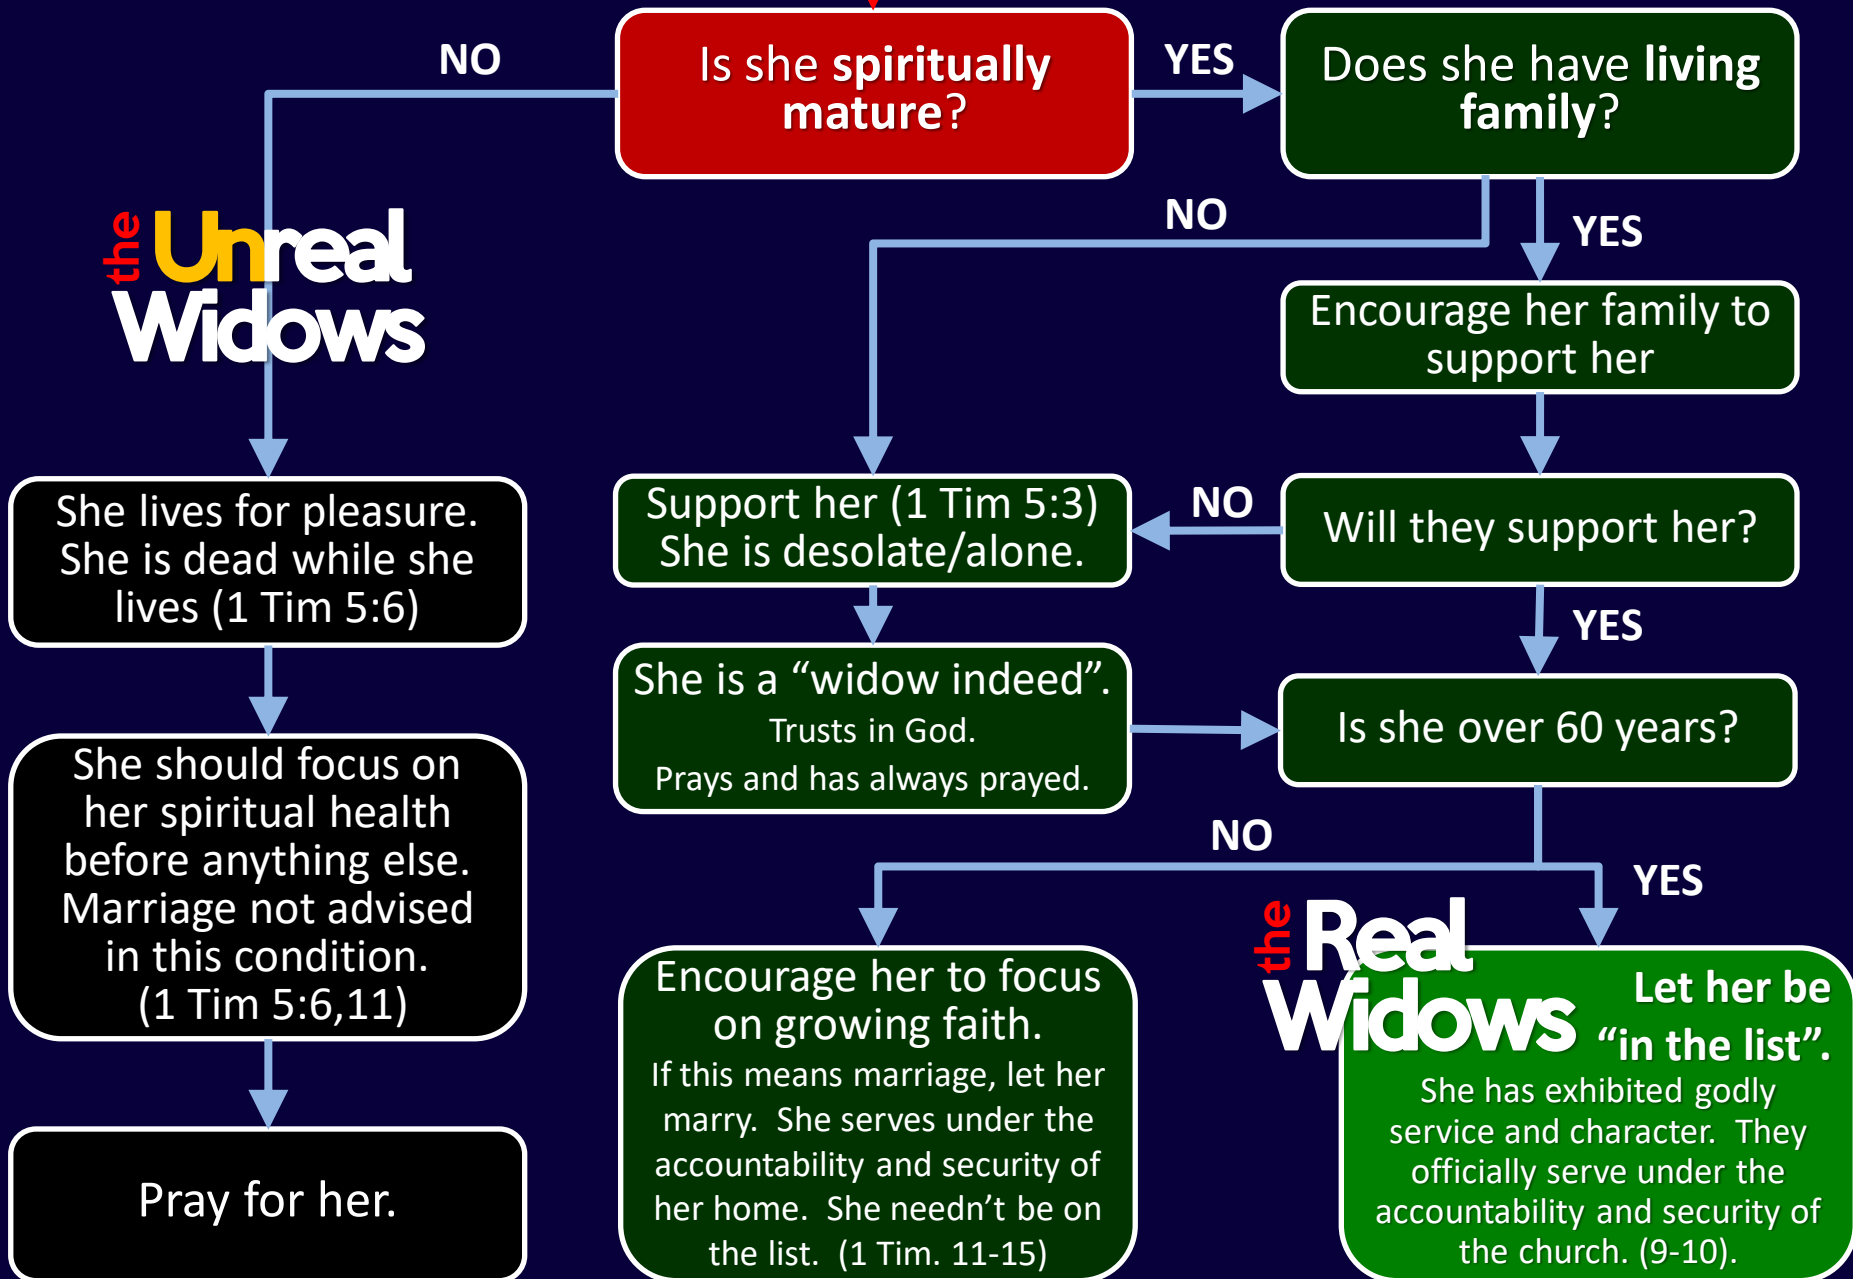 NO
Is she spiritually
mature?
YES
Does she have living
family?
NO
YES
the Unreal
Widows
Encourage her family to
support her
She lives for pleasure.
She is dead while she
lives (1 Tim 5:6)
Support her (1 Tim 5:3)
She is desolate/alone.
NO
Will they support her?
YES
She is a “widow indeed”.
Trusts in God.
Prays and has always prayed.
Is she over 60 years?
She should focus on
her spiritual health
before anything else.
Marriage not advised
in this condition.
(1 Tim 5:6,11)
NO
YES
Encourage her to focus
on growing faith.
If this means marriage, let her
marry.  She serves under the
accountability and security of
her home.  She needn’t be on
the list.  (1 Tim. 11-15)
the Real
Widows
Let her be
“in the list”.
She has exhibited godly
service and character.  They
officially serve under the
accountability and security of
the church. (9-10).
Pray for her.